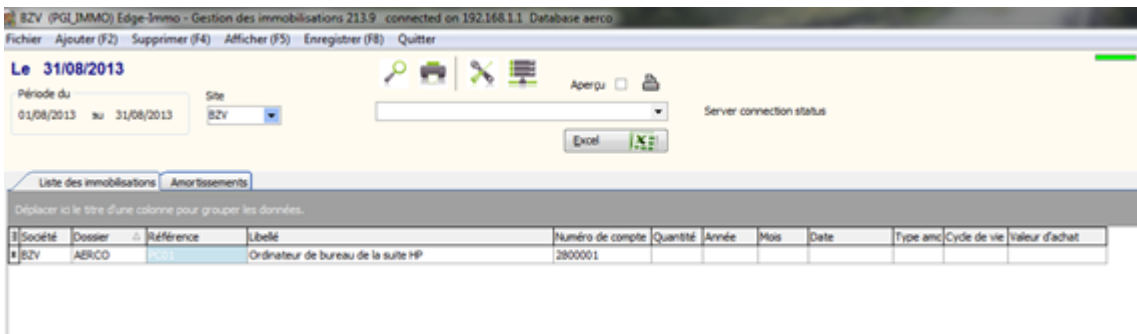 BZV (PGI_IMMO) Edge-Immo - Gestion des immobilisations 213.9 connected on 192.168.1.1 Database aerco
Fichier Ajouter (F2) Supprimer (F4) Afficher (F5) Enregistrer (F8) Quitter
Le 31/08/2013
Aperçu
Période du
Site
01/08/2013 au 31/08/2013
BZV
Server connection status
Excel
Liste des immobilisations Amortissements
Déplacer ici le titre d'une colonne pour grouper les données.
Société Dossier Référence Libellé Numéro de compte Quantité Année Mois Date Type amc Cycle de vie Valeur d'achat
BZV AERCO PC01 Ordinateur de bureau de la suite HP 2800001